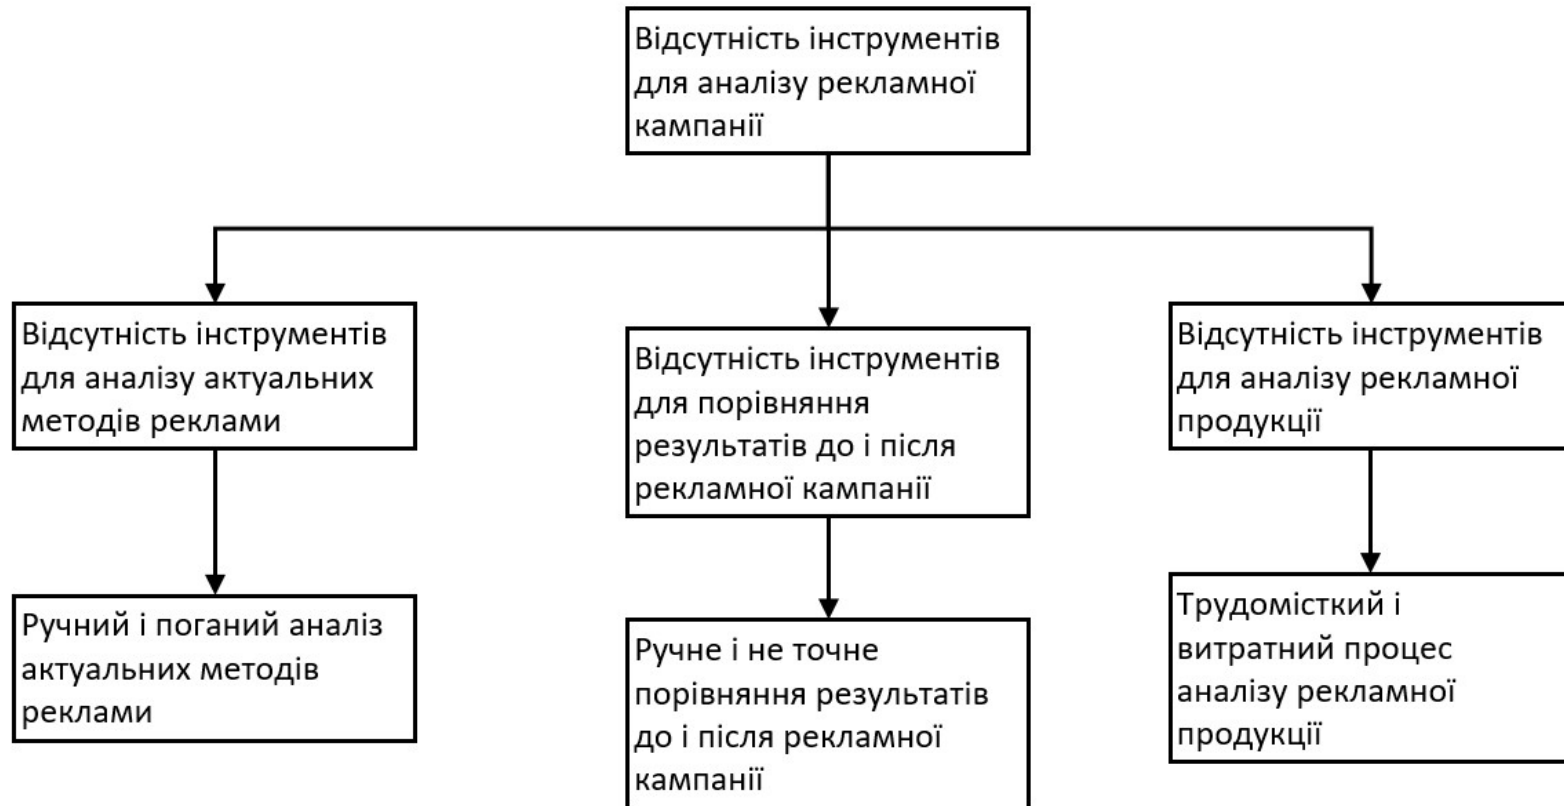 Відсутність інструментів
для аналізу рекламної
кампанії
Відсутність інструментів
для аналізу актуальних
методів реклами
Відсутність інструментів
для порівняння
результатів до і після
рекламної кампанії
Відсутність інструментів
для аналізу рекламної
продукції
Ручний і поганий аналіз
актуальних методів
реклами
Ручне і не точне
порівняння результатів
до і після рекламної
кампанії
Трудомісткий і
витратний процес
аналізу рекламної
продукції